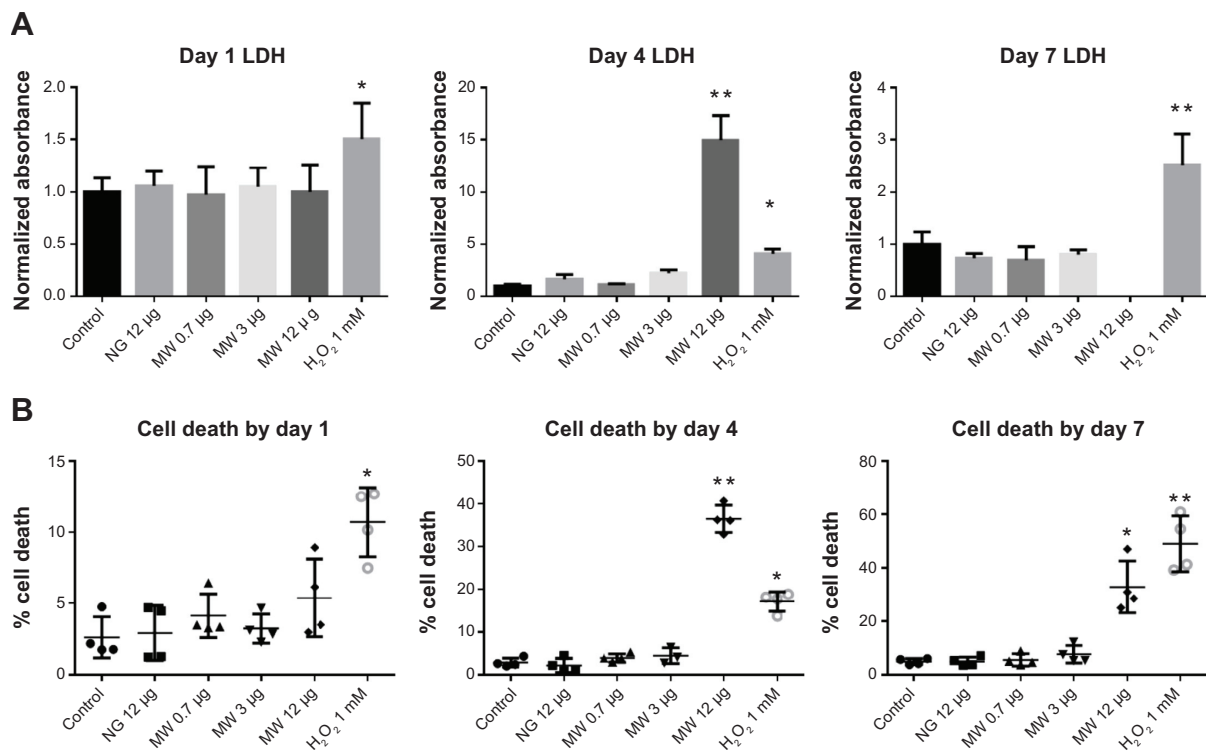 A
Day 1 LDH
Normalized absorbance
2.0
1.5
1.0
0.5
0.0
*
Control
NG 12 µg
MW 0.7 µg
MW 3 µg
MW 12 µ g
H₂O₂ 1 mM
Day 4 LDH
Normalized absorbance
20
15
10
5
0
**
*
Control
NG 12 µg
MW 0.7 µg
MW 3 µg
MW 12 µg
H₂O₂ 1 mM
Day 7 LDH
Normalized absorbance
4
3
2
1
0
**
Control
NG 12 µg
MW 0.7 µg
MW 3 µg
MW 12 µg
H₂O₂ 1 mM
B
Cell death by day 1
% cell death
15
10
5
0
*
Control
NG 12 µg
MW 0.7 µg
MW 3 µg
MW 12 µg
H₂O₂ 1 mM
Cell death by day 4
% cell death
50
40
30
20
10
0
**
*
Control
NG 12 µg
MW 0.7 µg
MW 3 µg
MW 12 µg
H₂O₂ 1 mM
Cell death by day 7
% cell death
80
60
40
20
0
*
**
Control
NG 12 µg
MW 0.7 µg
MW 3 µg
MW 12 µg
H₂O₂ 1 mM